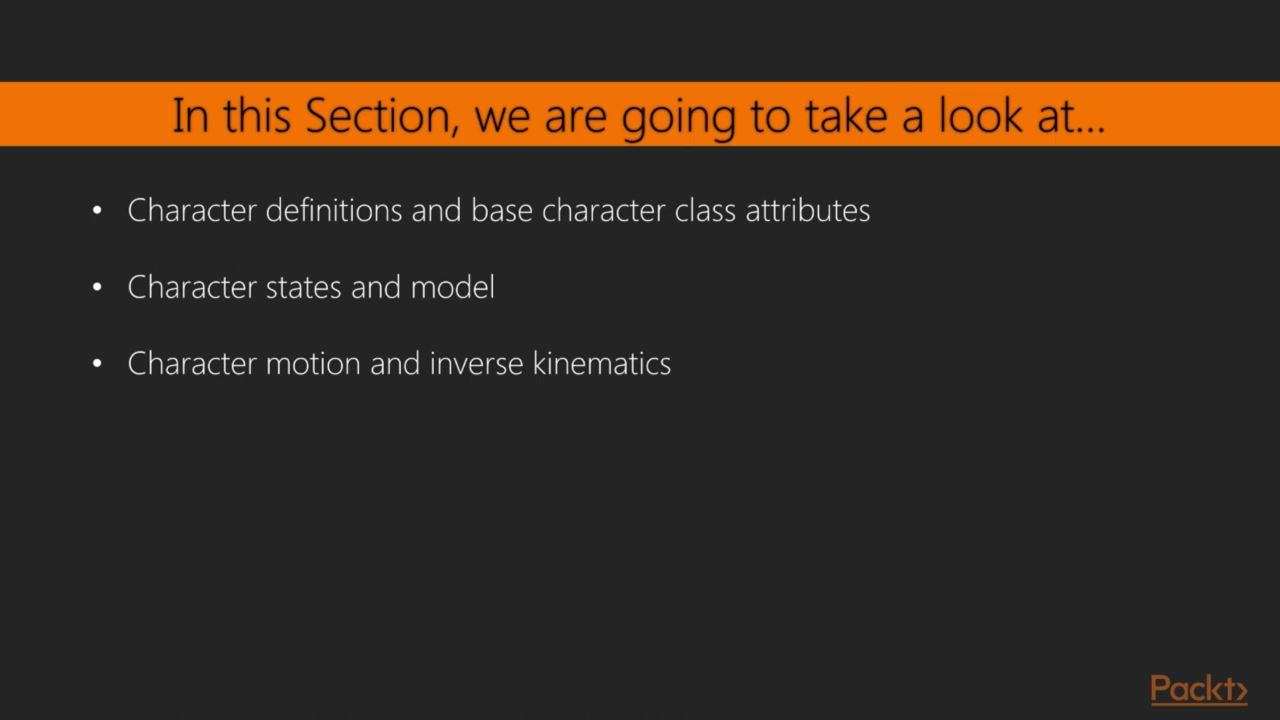 In this Section, we are going to take a look at...
• Character definitions and base character class attributes
• Character states and model
• Character motion and inverse kinematics
Packt>